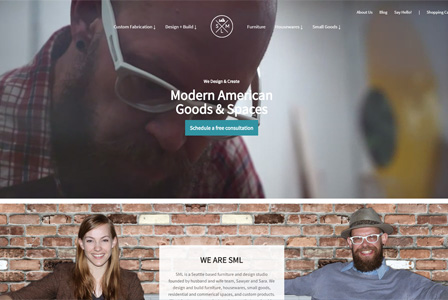 About Us Blog Say Hello! | Shopping Ca
Custom Fabrication ↓ Design + Build ↓ Furniture Housewares ↓ Small Goods ↓
S M
L
We Design & Create
Modern American
Goods & Spaces
Schedule a free consultation
WE ARE SML
SML is a Seattle based furniture and design studio
founded by husband and wife team, Sawyer and Sara. We
design and build furniture, housewares, small goods,
residential and commercial spaces, and custom products.